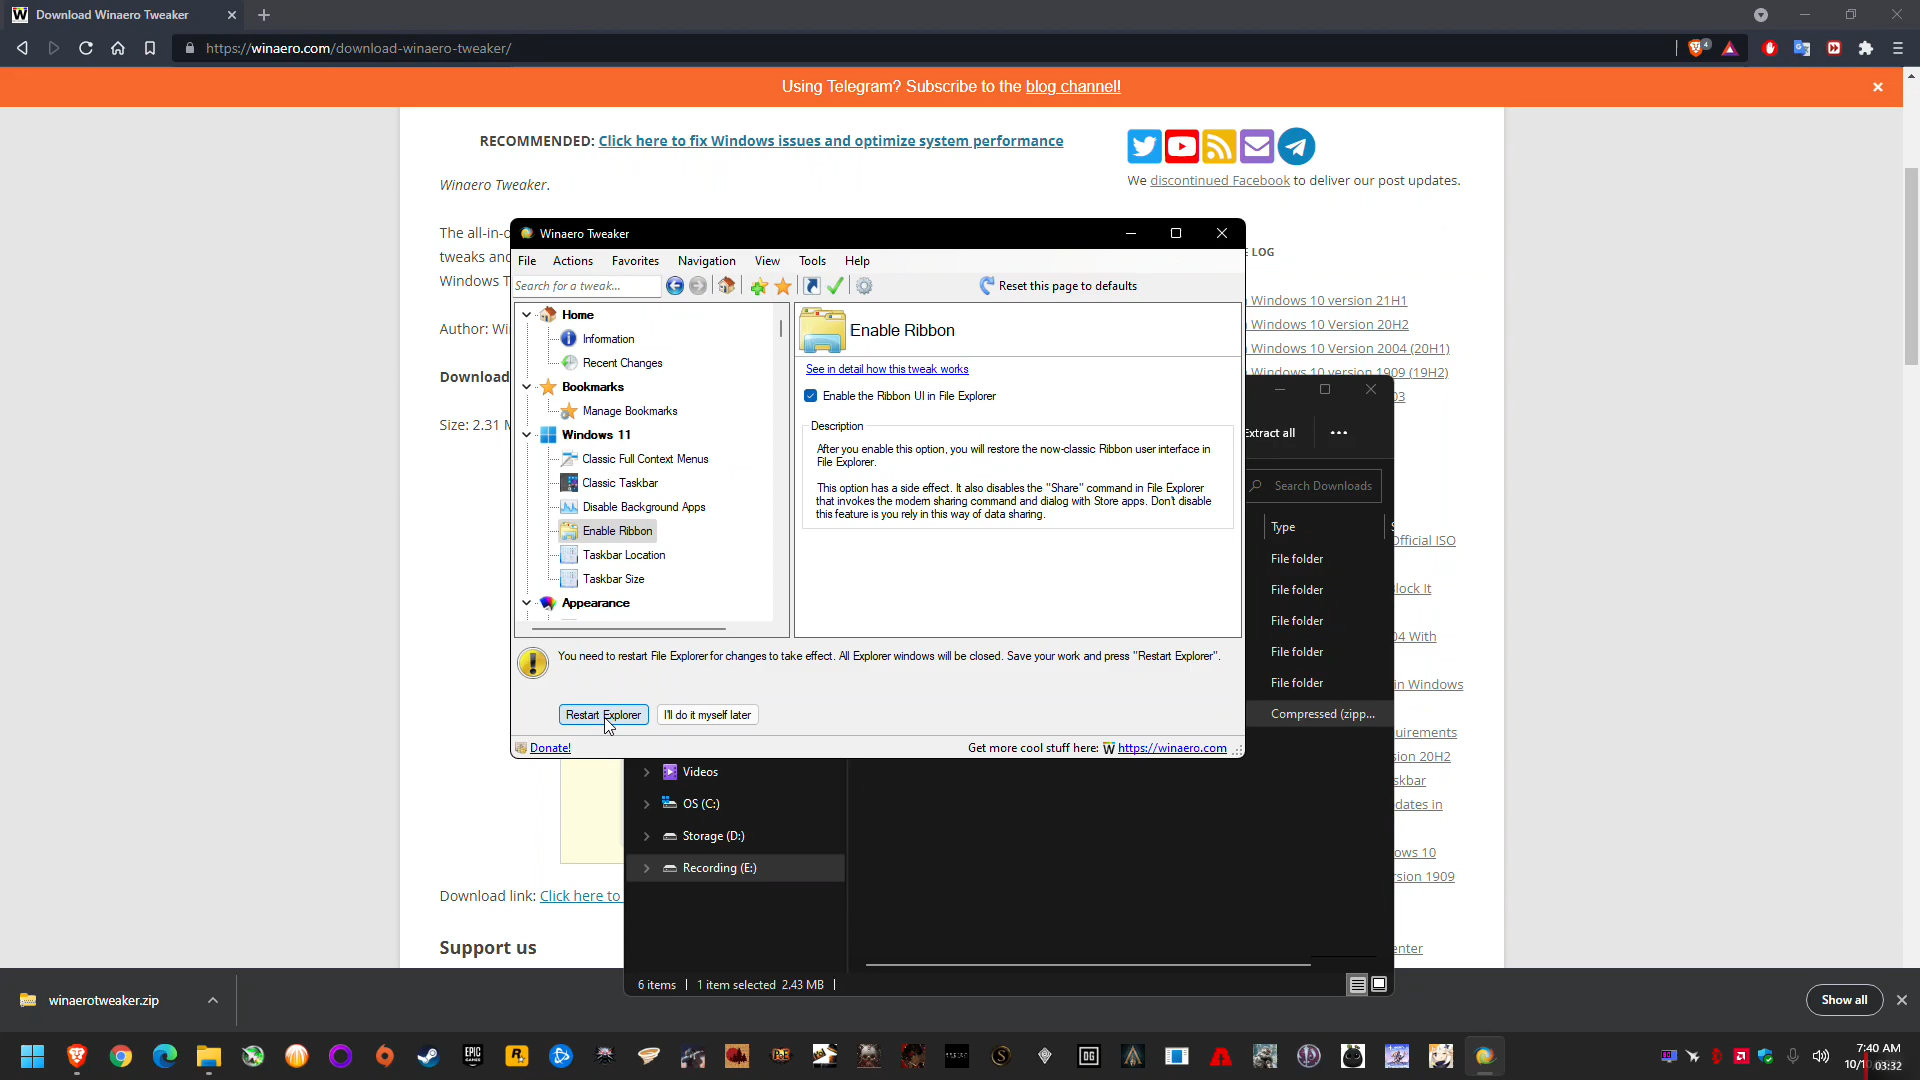 Download Winaero Tweaker
https://winaero.com/download-winaero-tweaker/
4
Using Telegram? Subscribe to the blog channel!
RECOMMENDED: Click here to fix Windows issues and optimize system performance
We discontinued Facebook to deliver our post updates.
Winaero Tweaker.
The all-in-o
tweaks and
Windows T
Author: Wi
Download
Size: 2.31 M
LOG
Windows 10 version 21H1
Windows 10 Version 20H2
Windows 10 Version 2004 (20H1)
Windows 10 version 1909 (19H2)
03
Winaero Tweaker
File Actions Favorites Navigation View Tools Help
Search for a tweak...
Reset this page to defaults
Home
Information
Recent Changes
Bookmarks
Manage Bookmarks
Windows 11
Classic Full Context Menus
Classic Taskbar
Disable Background Apps
Enable Ribbon
Taskbar Location
Taskbar Size
Appearance
Enable Ribbon
See in detail how this tweak works
Enable the Ribbon UI in File Explorer
Description
After you enable this option, you will restore the now-classic Ribbon user interface in
File Explorer.
This option has a side effect. It also disables the "Share" command in File Explorer
that invokes the modern sharing command and dialog with Store apps. Don't disable
this feature is you rely in this way of data sharing.
You need to restart File Explorer for changes to take effect. All Explorer windows will be closed. Save your work and press "Restart Explorer".
Restart Explorer
I'll do it myself later
Donate!
Get more cool stuff here: W https://winaero.com
Extract all
Search Downloads
Type
File folder
File folder
File folder
File folder
File folder
Compressed (zipp...
Official ISO
lock It
04 With
in Windows
uirements
sion 20H2
skbar
dates in
ows 10
rsion 1909
enter
Videos
OS (C:)
Storage (D:)
Recording (E:)
6 items 1 item selected 2.43 MB
Download link: Click here to
Support us
winaerotweaker.zip
Show all
EPIC GAMES
OG
7:40 AM
10/1
03:32